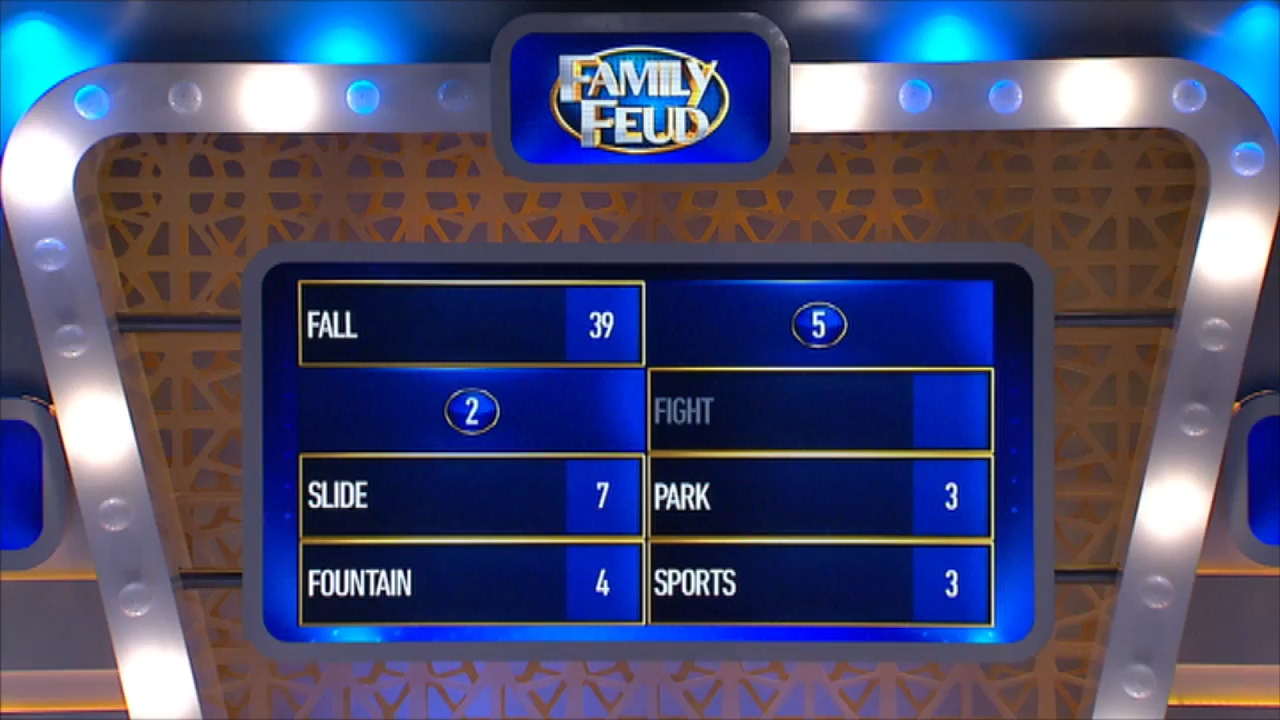 FAMILY
FEUD
FALL 39
2
SLIDE 7
FOUNTAIN 4
5
FIGHT
PARK 3
SPORTS 3